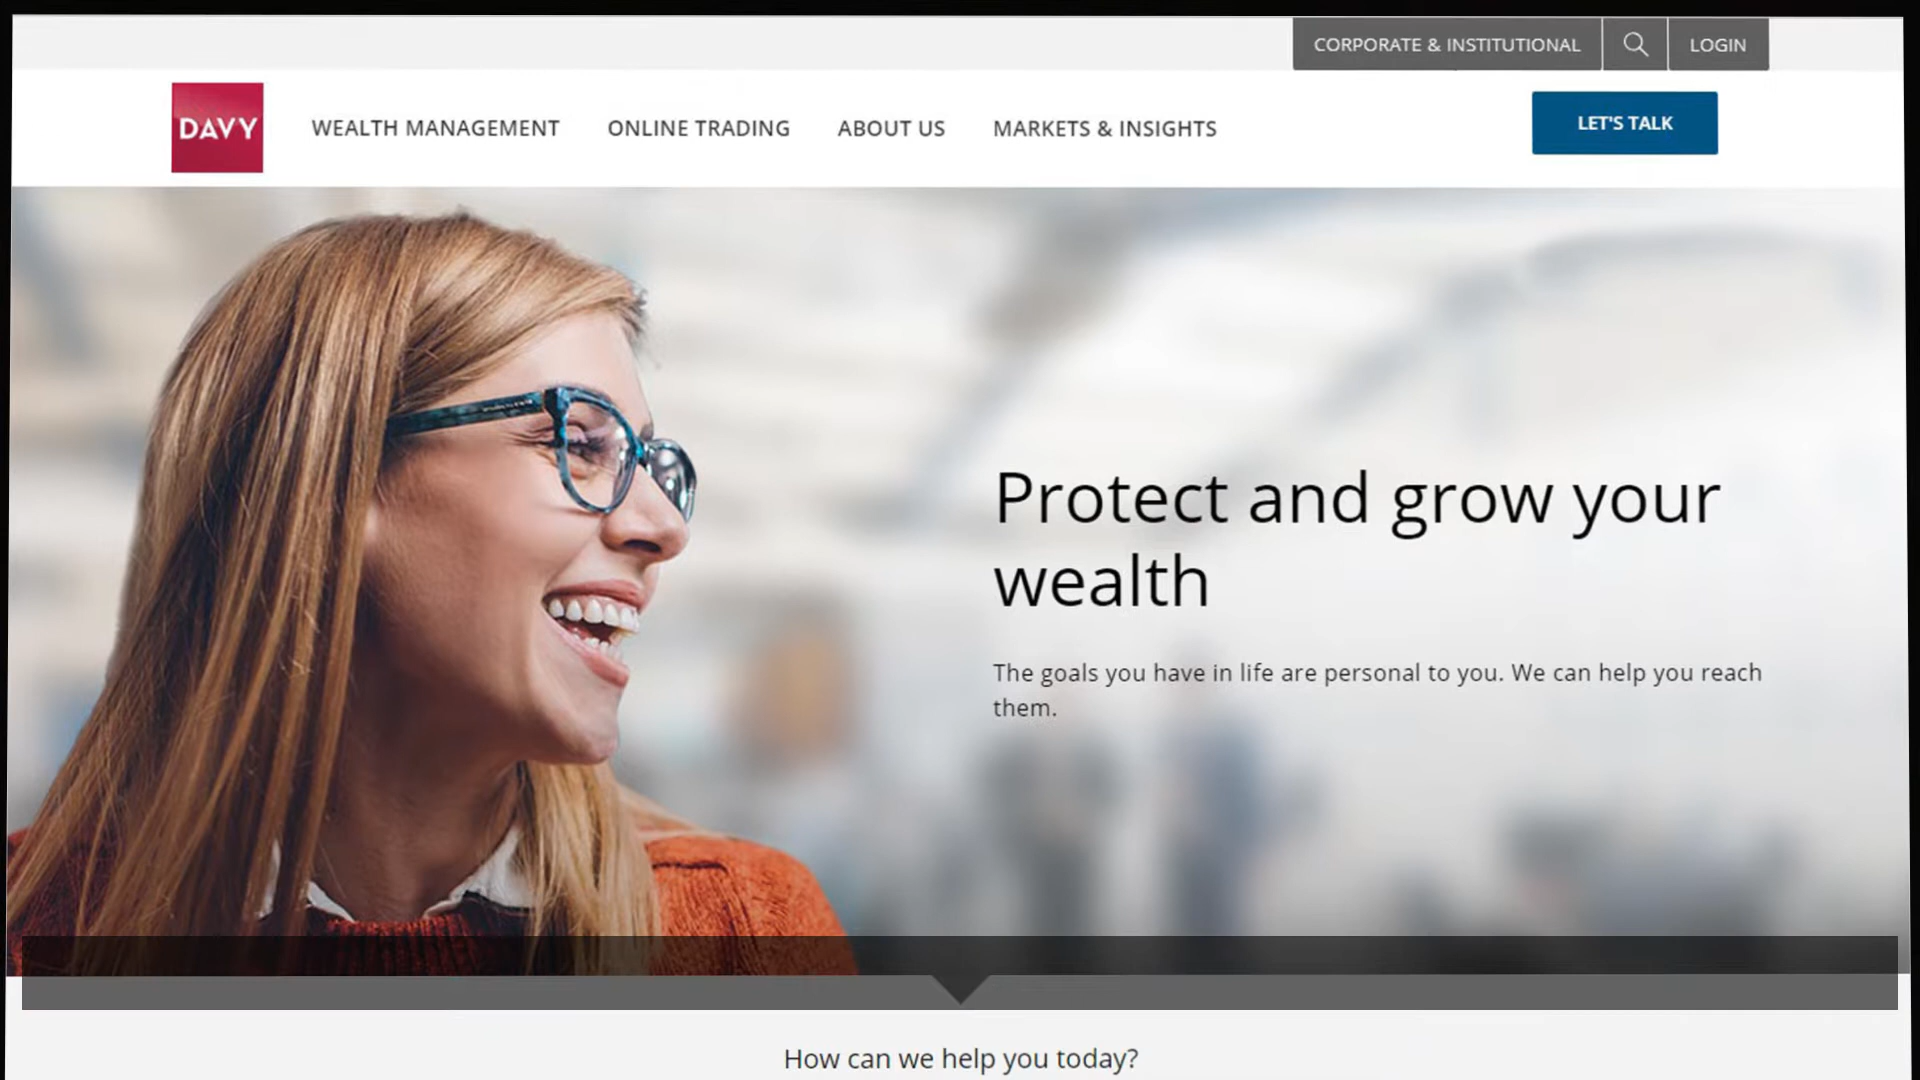 CORPORATE & INSTITUTIONAL
LOGIN
DAVY
WEALTH MANAGEMENT
ONLINE TRADING
ABOUT US
MARKETS & INSIGHTS
LET'S TALK
Protect and grow your
wealth
The goals you have in life are personal to you. We can help you reach
them.
How can we help you today?